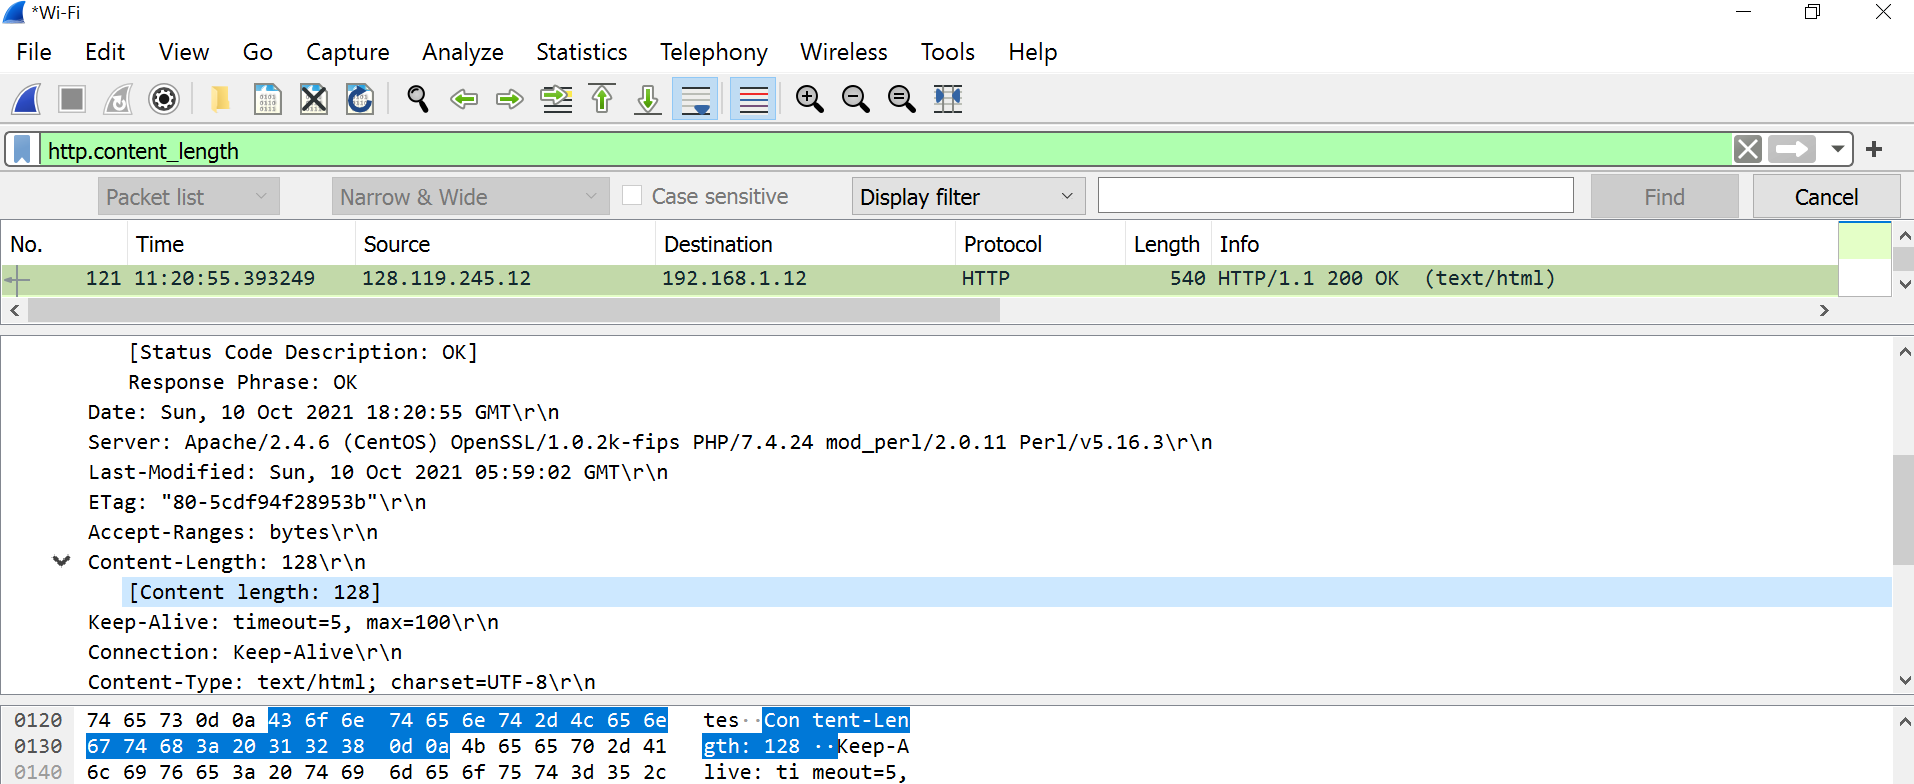 *Wi-Fi
File Edit View Go Capture Analyze Statistics Telephony Wireless Tools Help
http.content_length
Packet list Narrow & Wide Case sensitive Display filter Find Cancel
No. Time Source Destination Protocol Length Info
121 11:20:55.393249 128.119.245.12 192.168.1.12 HTTP 540 HTTP/1.1 200 OK (text/html)
[Status Code Description: OK]
Response Phrase: OK
Date: Sun, 10 Oct 2021 18:20:55 GMT\r\n
Server: Apache/2.4.6 (CentOS) OpenSSL/1.0.2k-fips PHP/7.4.24 mod_perl/2.0.11 Perl/v5.16.3\r\n
Last-Modified: Sun, 10 Oct 2021 05:59:02 GMT\r\n
ETag: "80-5cdf94f28953b"\r\n
Accept-Ranges: bytes\r\n
Content-Length: 128\r\n
[Content length: 128]
Keep-Alive: timeout=5, max=100\r\n
Connection: Keep-Alive\r\n
Content-Type: text/html; charset=UTF-8\r\n
0120 74 65 73 0d 0a 43 6f 6e 74 65 6e 74 2d 4c 65 6e tes··Con tent-Len
0130 67 74 68 3a 20 31 32 38 0d 0a 4b 65 65 70 2d 41 gth: 128 ··Keep-A
0140 6c 69 76 65 3a 20 74 69 6d 65 6f 75 74 3d 35 2c live: ti meout=5,